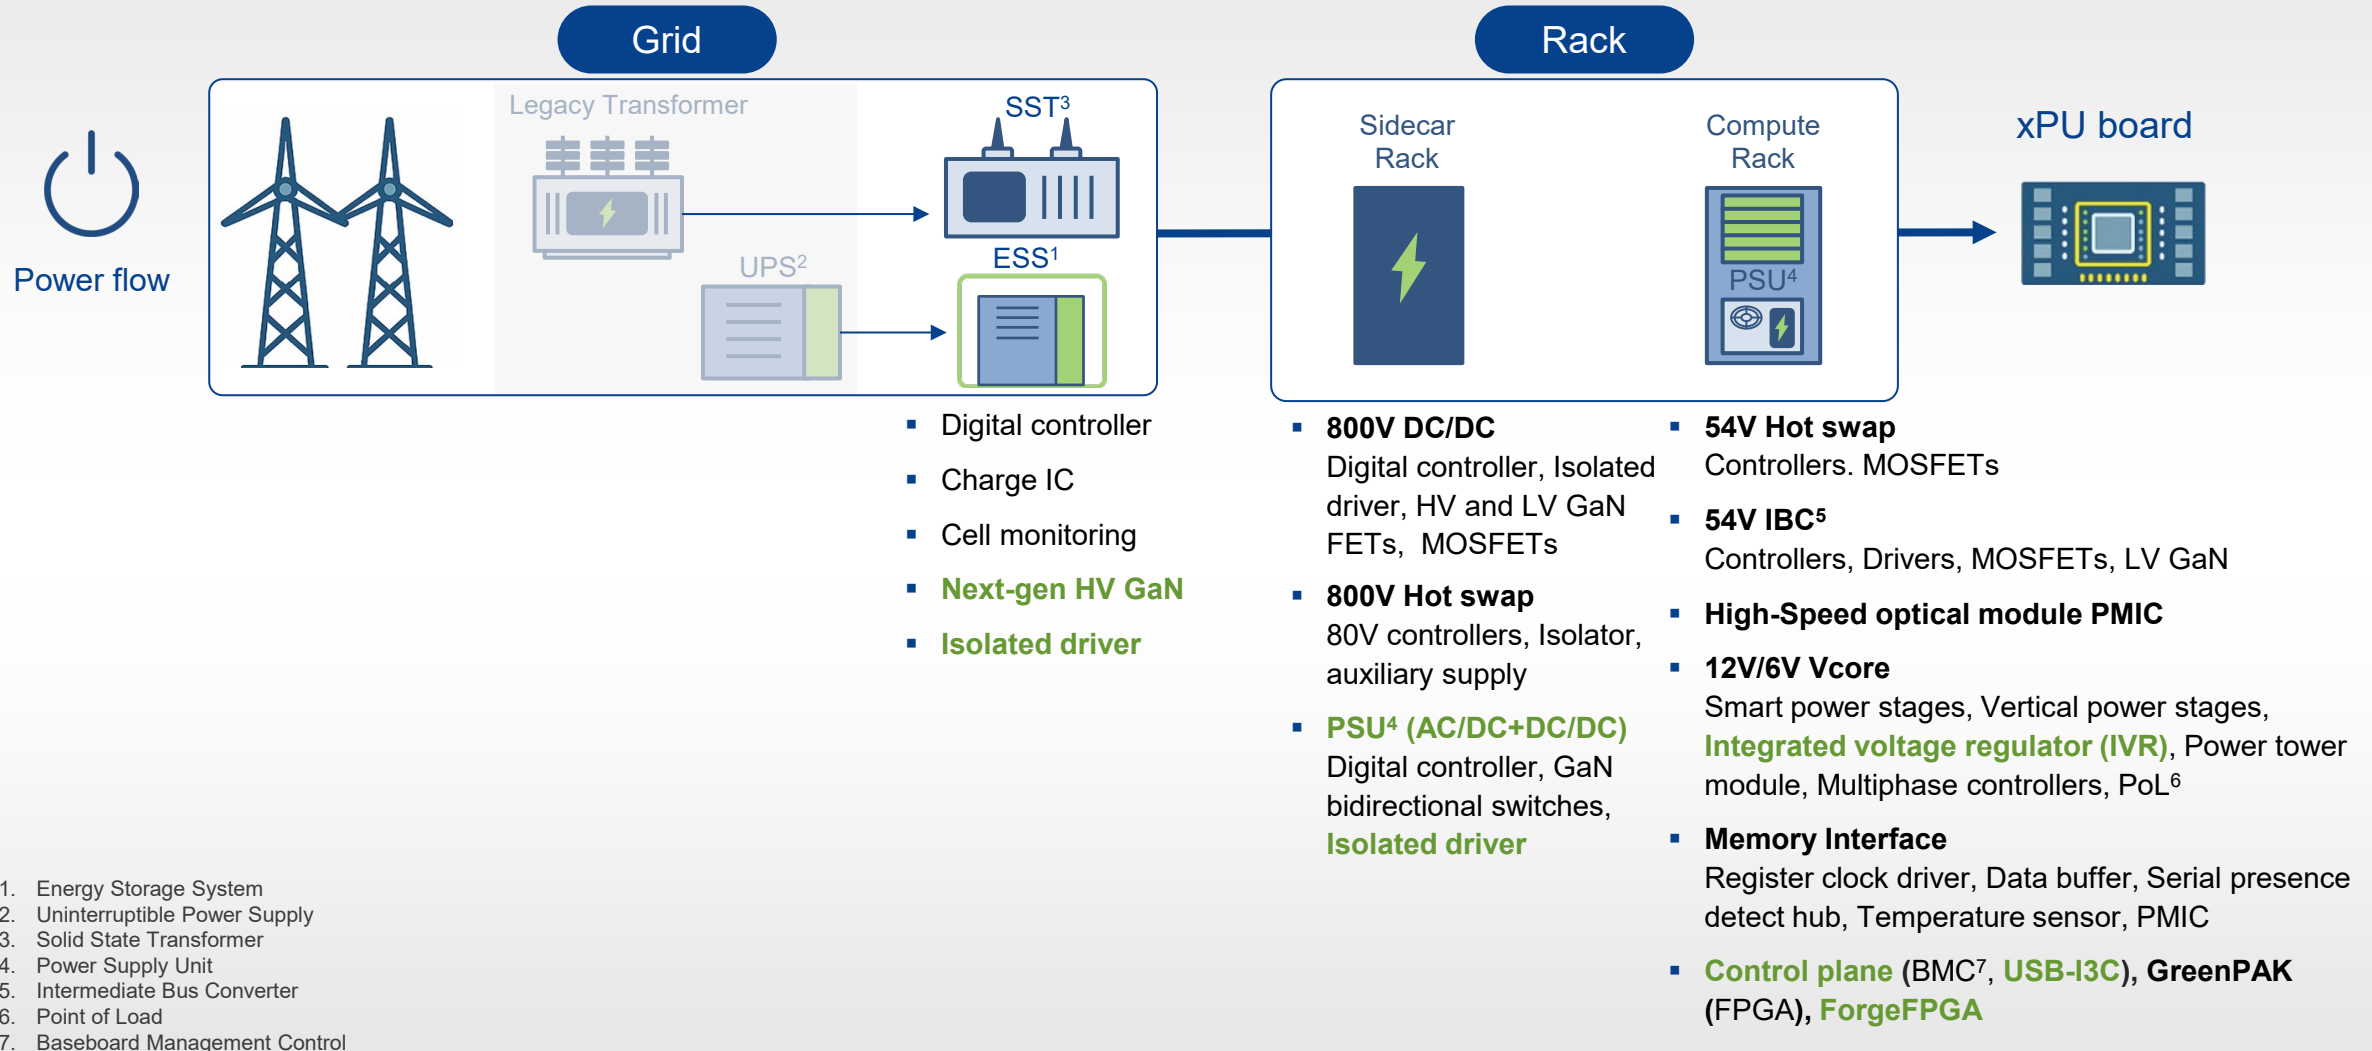 Grid
Rack
Power flow
Legacy Transformer
UPS²
SST³
ESS¹
Sidecar
Rack
Compute
Rack
PSU⁴
xPU board
▪ Digital controller
▪ Charge IC
▪ Cell monitoring
▪ Next-gen HV GaN
▪ Isolated driver
▪ 800V DC/DC
Digital controller, Isolated
driver, HV and LV GaN
FETs, MOSFETs
▪ 800V Hot swap
80V controllers, Isolator,
auxiliary supply
▪ PSU⁴ (AC/DC+DC/DC)
Digital controller, GaN
bidirectional switches,
Isolated driver
▪ 54V Hot swap
Controllers. MOSFETs
▪ 54V IBC⁵
Controllers, Drivers, MOSFETs, LV GaN
▪ High-Speed optical module PMIC
▪ 12V/6V Vcore
Smart power stages, Vertical power stages,
Integrated voltage regulator (IVR), Power tower
module, Multiphase controllers, PoL⁶
▪ Memory Interface
Register clock driver, Data buffer, Serial presence
detect hub, Temperature sensor, PMIC
▪ Control plane (BMC⁷, USB-I3C), GreenPAK
(FPGA), ForgeFPGA
1. Energy Storage System
2. Uninterruptible Power Supply
3. Solid State Transformer
4. Power Supply Unit
5. Intermediate Bus Converter
6. Point of Load
7. Baseboard Management Control